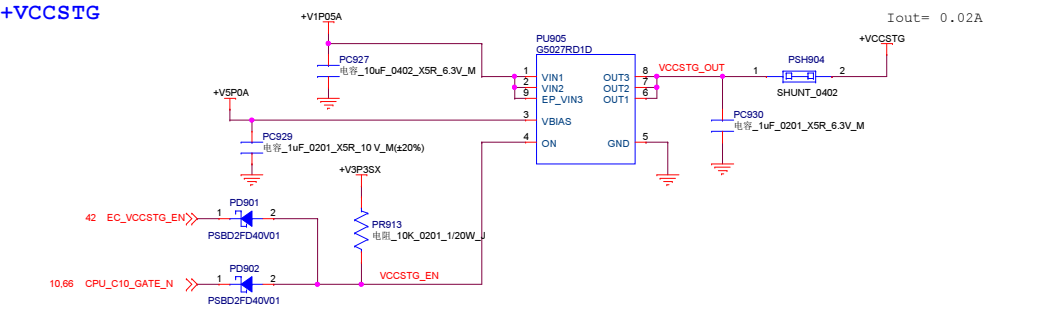 +VCCSTG
Iout= 0.02A
+V1P05A
+VCCSTG
PU905
G5027RD1D
PC927
电容_10uF_0402_X5R_6.3V_M
1 VIN1
2 VIN2
9 EP_VIN3
3 VBIAS
4 ON
OUT3 8
OUT2 7
OUT1 6
GND 5
VCCSTG_OUT
PSH904
1 2
SHUNT_0402
+V5P0A
PC930
电容_1uF_0201_X5R_6.3V_M
PC929
电容_1uF_0201_X5R_10 V_M(±20%)
+V3P3SX
PD901
42 EC_VCCSTG_EN 1 2
PSBD2FD40V01
PR913
电阻_10K_0201_1/20W_J
PD902
VCCSTG_EN
10,66 CPU_C10_GATE_N 1 2
PSBD2FD40V01